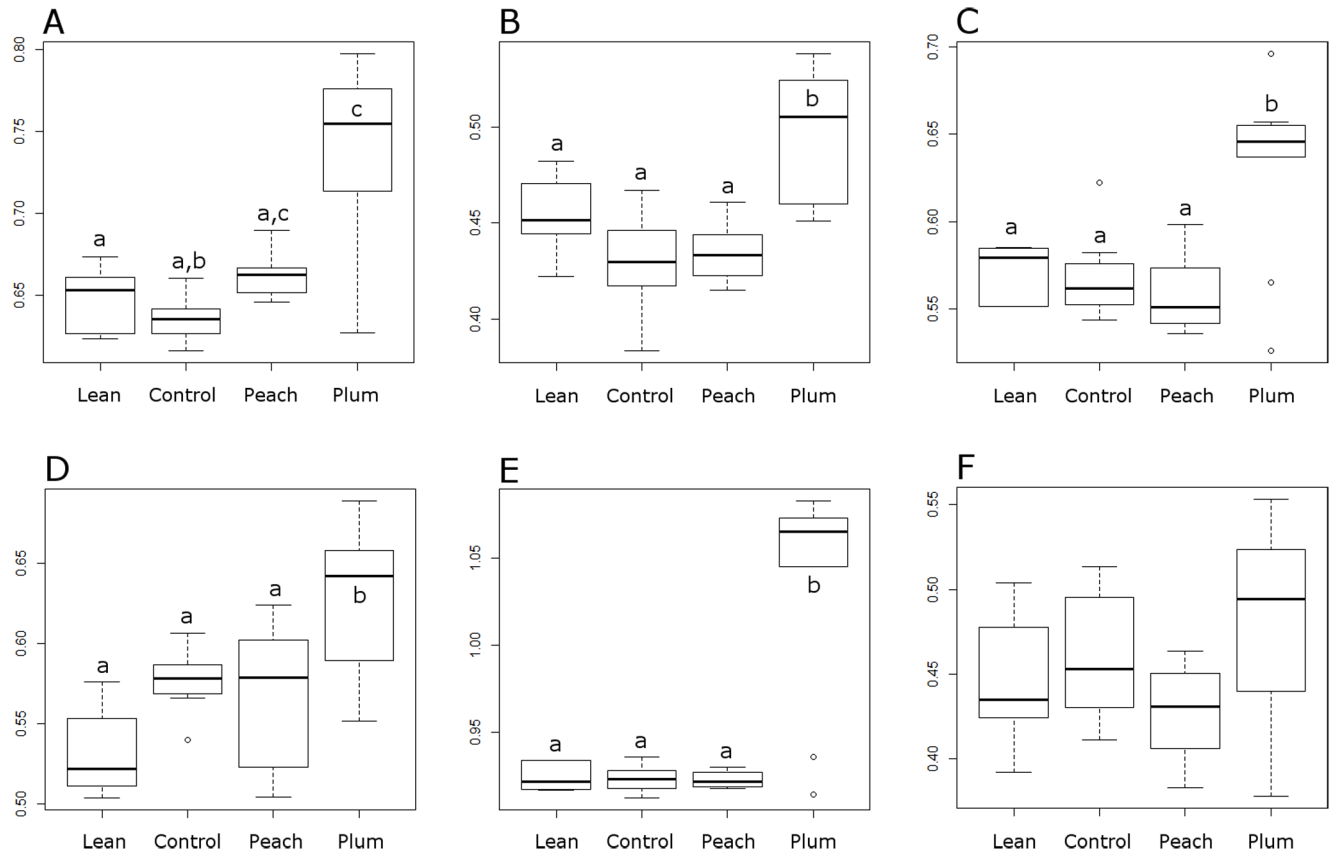 A
0.80
0.75
0.70
0.65
a
a,b
a,c
c
Lean Control Peach Plum
B
0.50
0.45
0.40
a
a
a
b
Lean Control Peach Plum
C
0.70
0.65
0.60
0.55
a
a
a
b
Lean Control Peach Plum
D
0.65
0.60
0.55
0.50
a
a
a
b
Lean Control Peach Plum
E
1.05
1.00
0.95
a
a
a
b
Lean Control Peach Plum
F
0.55
0.50
0.45
0.40
Lean Control Peach Plum